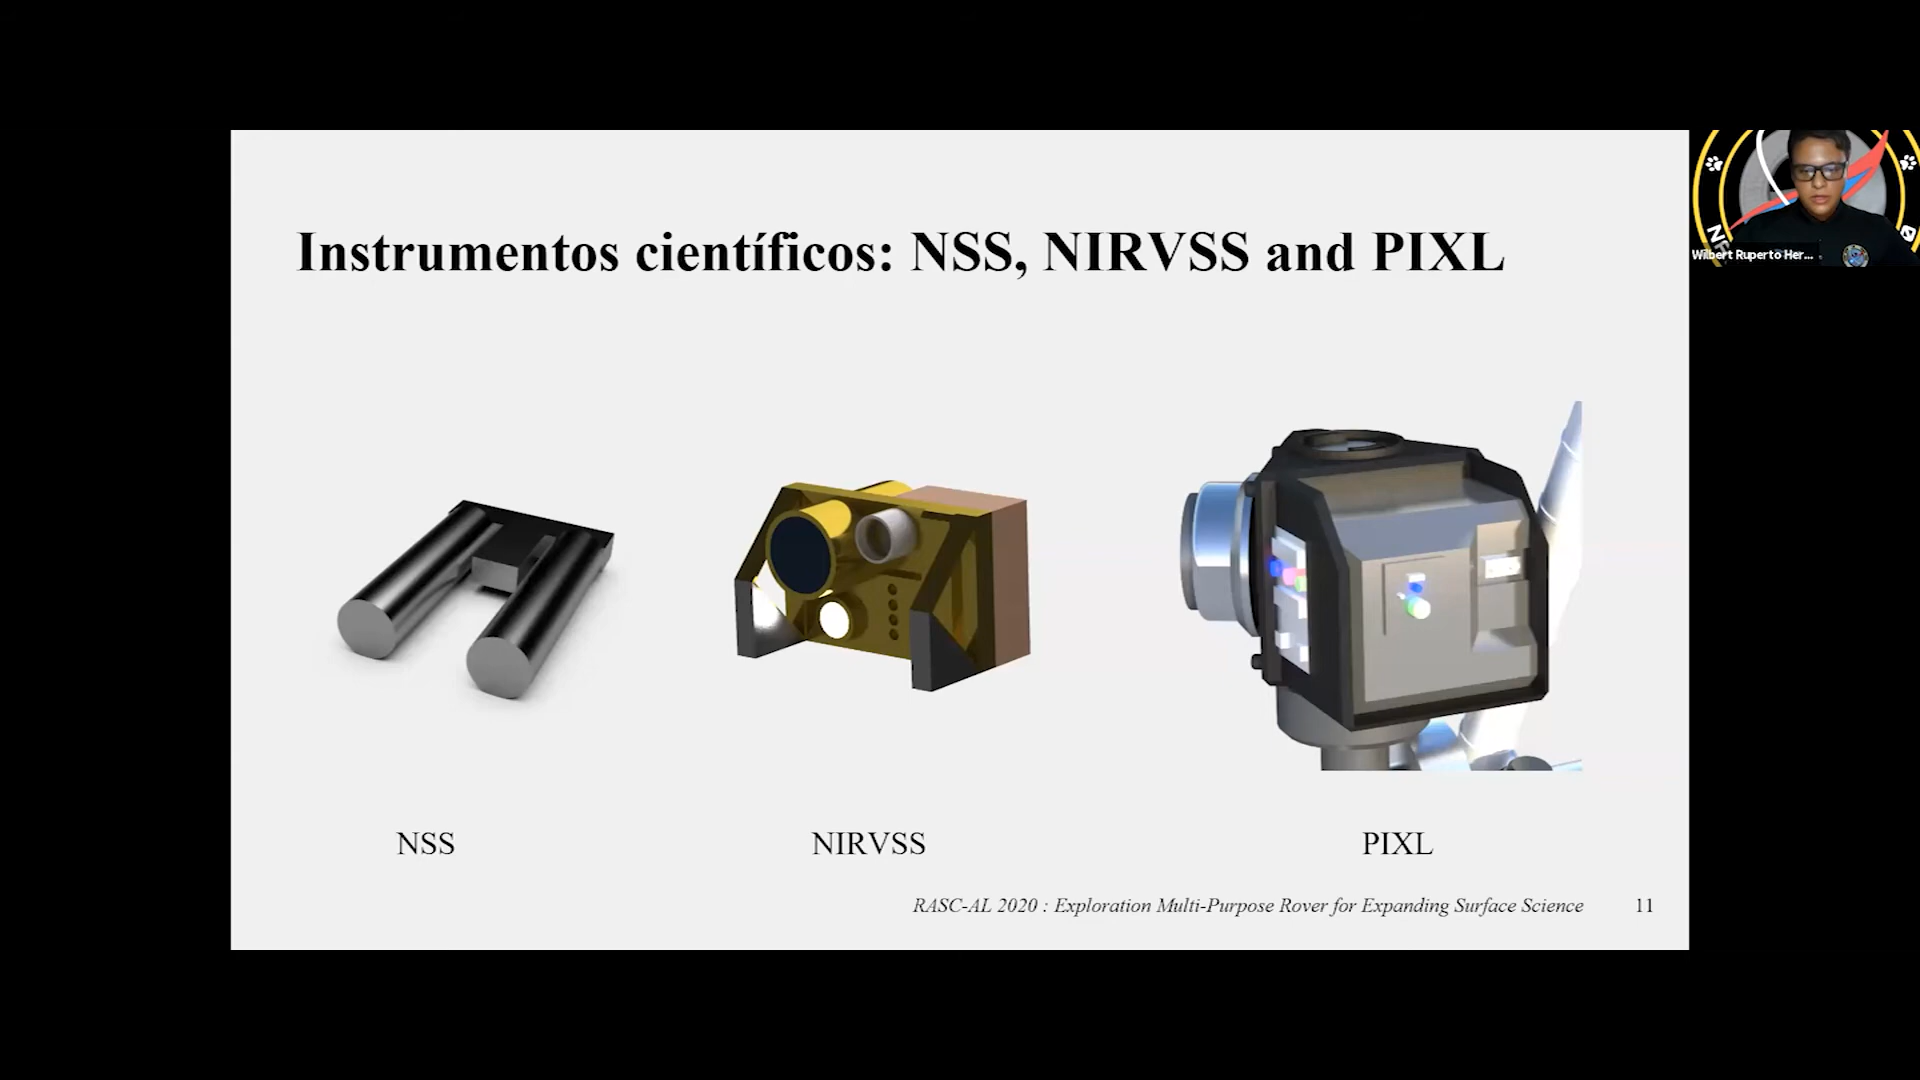 Instrumentos científicos: NSS, NIRVSS and PIXL
Wilbert Ruperto Her...
NSS
NIRVSS
PIXL
RASC-AL 2020 : Exploration Multi-Purpose Rover for Expanding Surface Science
11